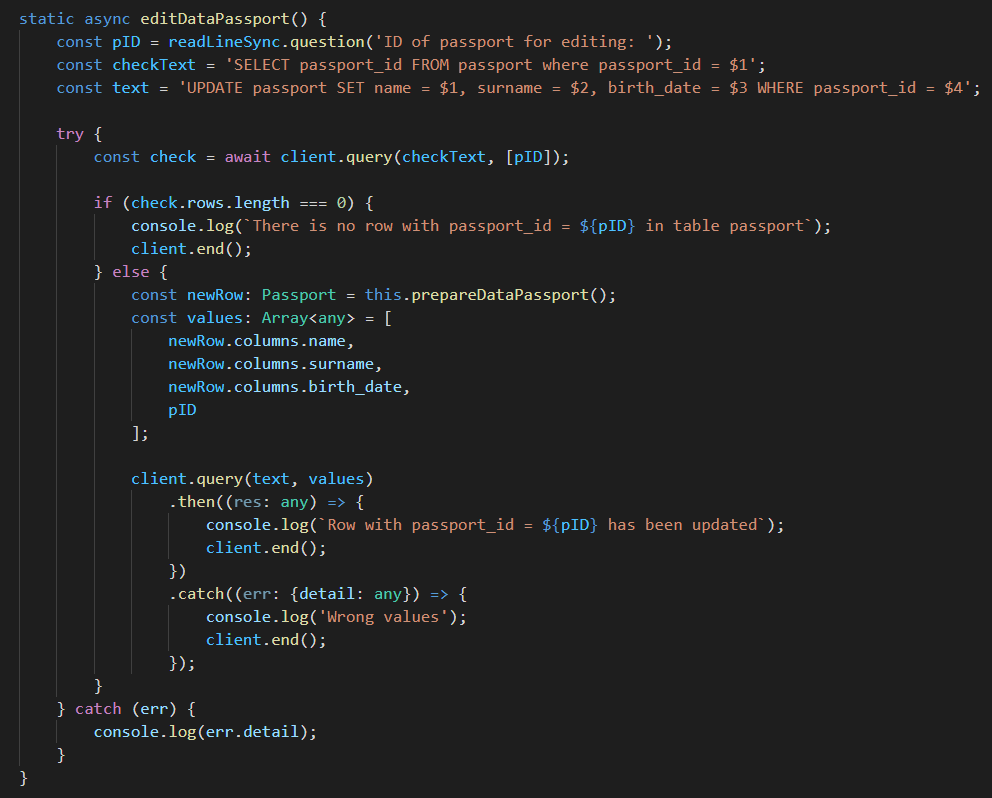 static async editDataPassport() {
    const pID = readLineSync.question('ID of passport for editing: ');
    const checkText = 'SELECT passport_id FROM passport where passport_id = $1';
    const text = 'UPDATE passport SET name = $1, surname = $2, birth_date = $3 WHERE passport_id = $4';

    try {
        const check = await client.query(checkText, [pID]);

        if (check.rows.length === 0) {
            console.log(`There is no row with passport_id = ${pID} in table passport`);
            client.end();
        } else {
            const newRow: Passport = this.prepareDataPassport();
            const values: Array<any> = [
                newRow.columns.name,
                newRow.columns.surname,
                newRow.columns.birth_date,
                pID
            ];

            client.query(text, values)
                .then((res: any) => {
                    console.log(`Row with passport_id = ${pID} has been updated`);
                    client.end();
                })
                .catch((err: {detail: any}) => {
                    console.log('Wrong values');
                    client.end();
                });
        }
    } catch (err) {
        console.log(err.detail);
    }
}